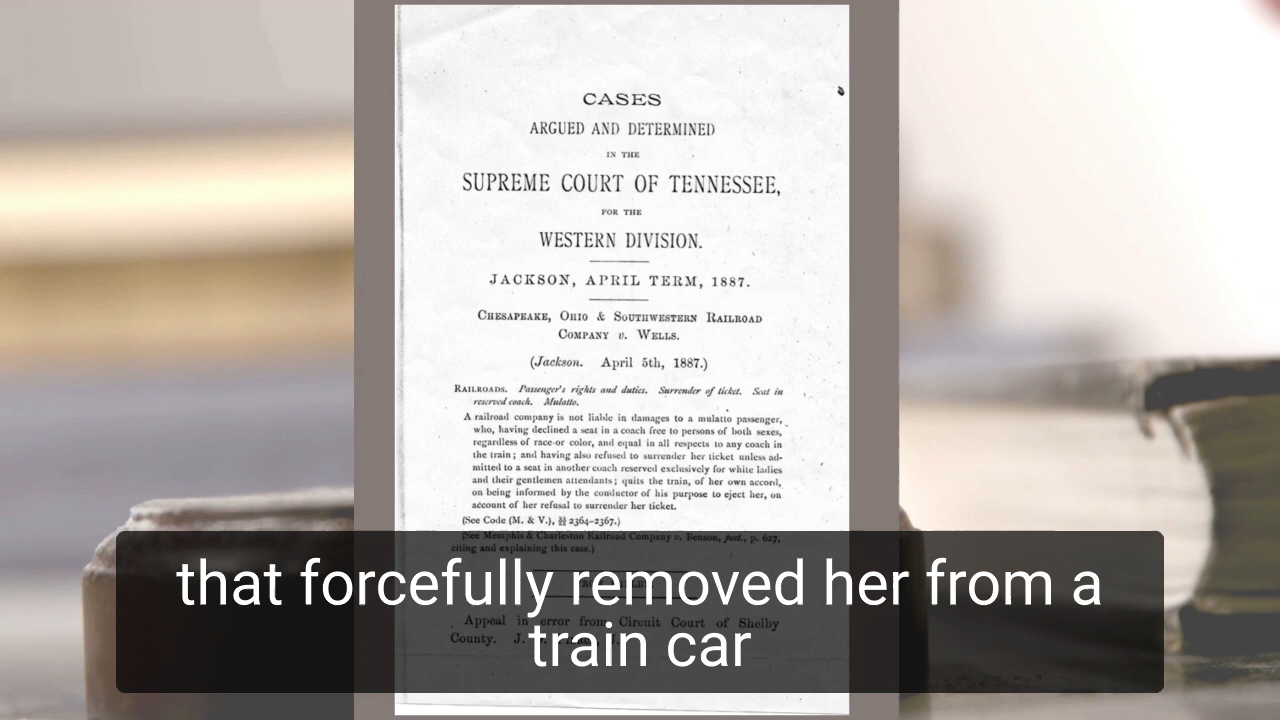 CASES
ARGUED AND DETERMINED
IN THE
SUPREME COURT OF TENNESSEE,
FOR THE
WESTERN DIVISION.
JACKSON, APRIL TERM, 1887.
CHESAPEAKE, OHIO & SOUTHWESTERN RAILROAD
COMPANY v. WELLS.
(Jackson. April 5th, 1887.)
RAILROADS. Passenger's rights and duties. Surrender of ticket. Seat in
reserved coach. Mulatto.
A railroad company is not liable in damages to a mulatto passenger,
who, having declined a seat in a coach free to persons of both sexes,
regardless of race or color, and equal in all respects to any coach in
the train; and having also refused to surrender her ticket unless ad-
mitted to a seat in another coach reserved exclusively for white ladies
and their gentlemen attendants; quits the train, of her own accord,
on being informed by the conductor of his purpose to eject her, on
account of her refusal to surrender her ticket.
(See Code (M. & V.), §§ 2364-2367.)
(See Memphis & Charleston Railroad Company v. Benson, post., p. 627,
citing and explaining this case.)
Appeal in error from Circuit Court of Shelby
County. J.
that forcefully removed her from a
train car